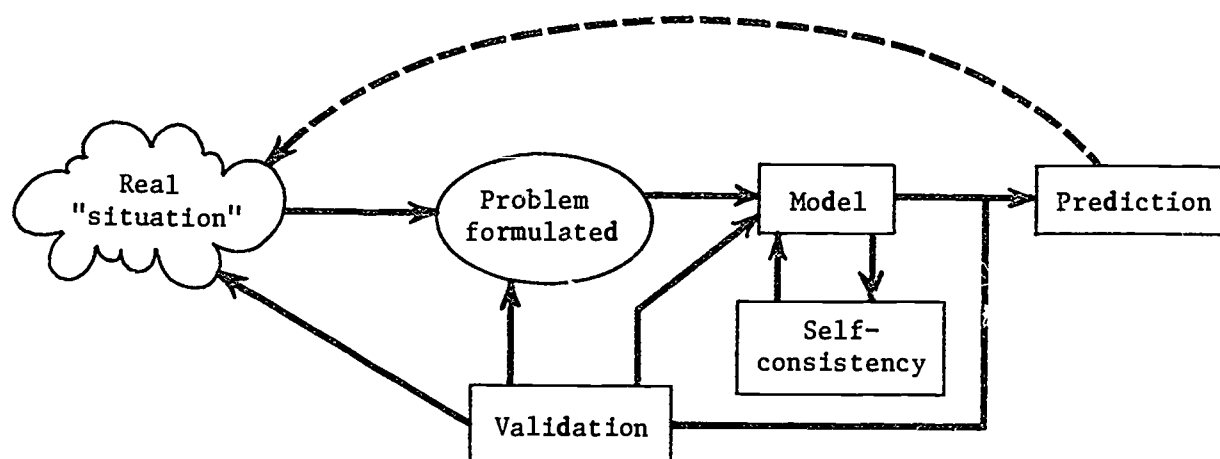 Real
"situation"
Problem
formulated
Model
Prediction
Self-
consistency
Validation